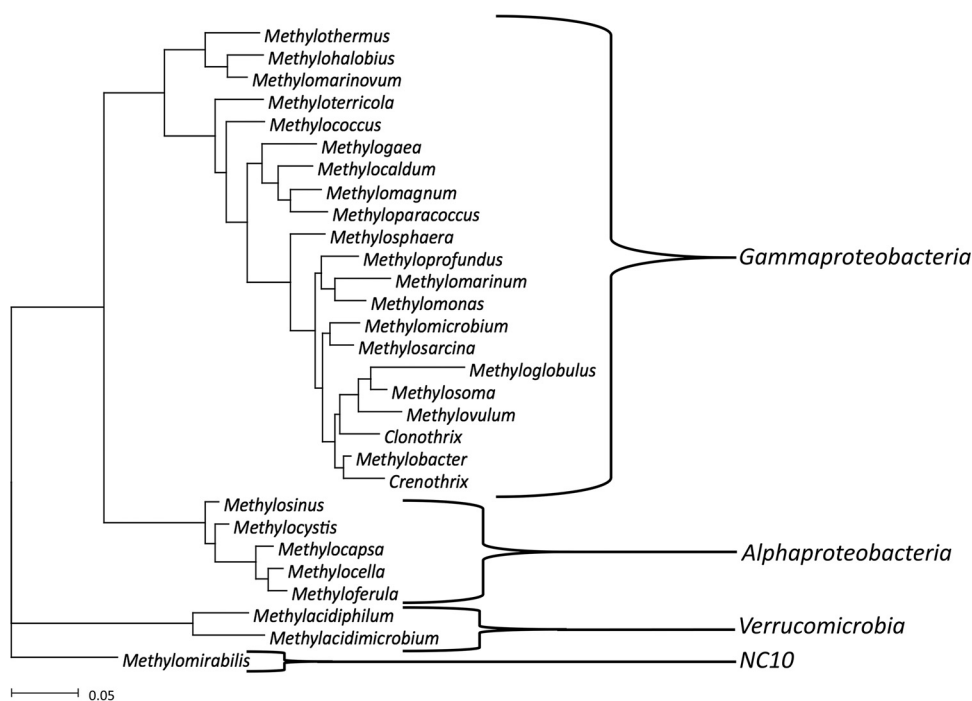 Methylothermus
Methylohalobius
Methylomarinovum
Methyloterricola
Methylococcus
Methylogaea
Methylocaldum
Methylomagnum
Methyloparacoccus
Methylosphaera
Gammaproteobacteria
Methyloprofundus
Methylomarinum
Methylomonas
Methylomicrobium
Methylosarcina
Methyloglobulus
Methylosoma
Methylovulum
Clonothrix
Methylobacter
Crenothrix
Methylosinus
Methylocystis
Methylocapsa
Alphaproteobacteria
Methylocella
Methyloferula
Methylacidiphilum
Verrucomicrobia
Methylacidimicrobium
Methylomirabilis
NC10
0.05